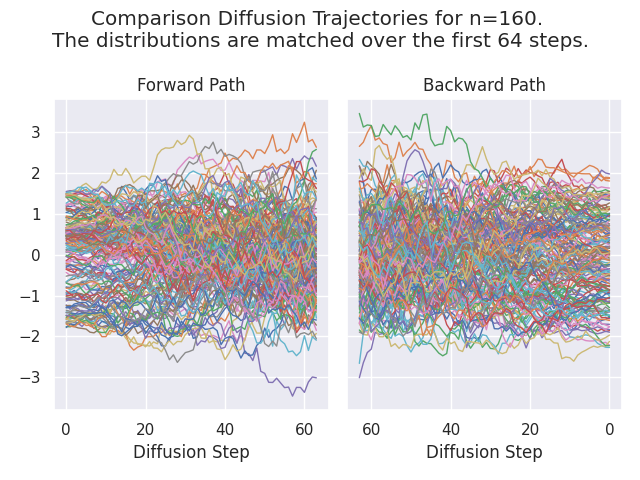 Comparison Diffusion Trajectories for n=160.
The distributions are matched over the first 64 steps.
Forward Path
Backward Path
3
2
1
0
−1
−2
−3
0 20 40 60
60 40 20 0
Diffusion Step
Diffusion Step